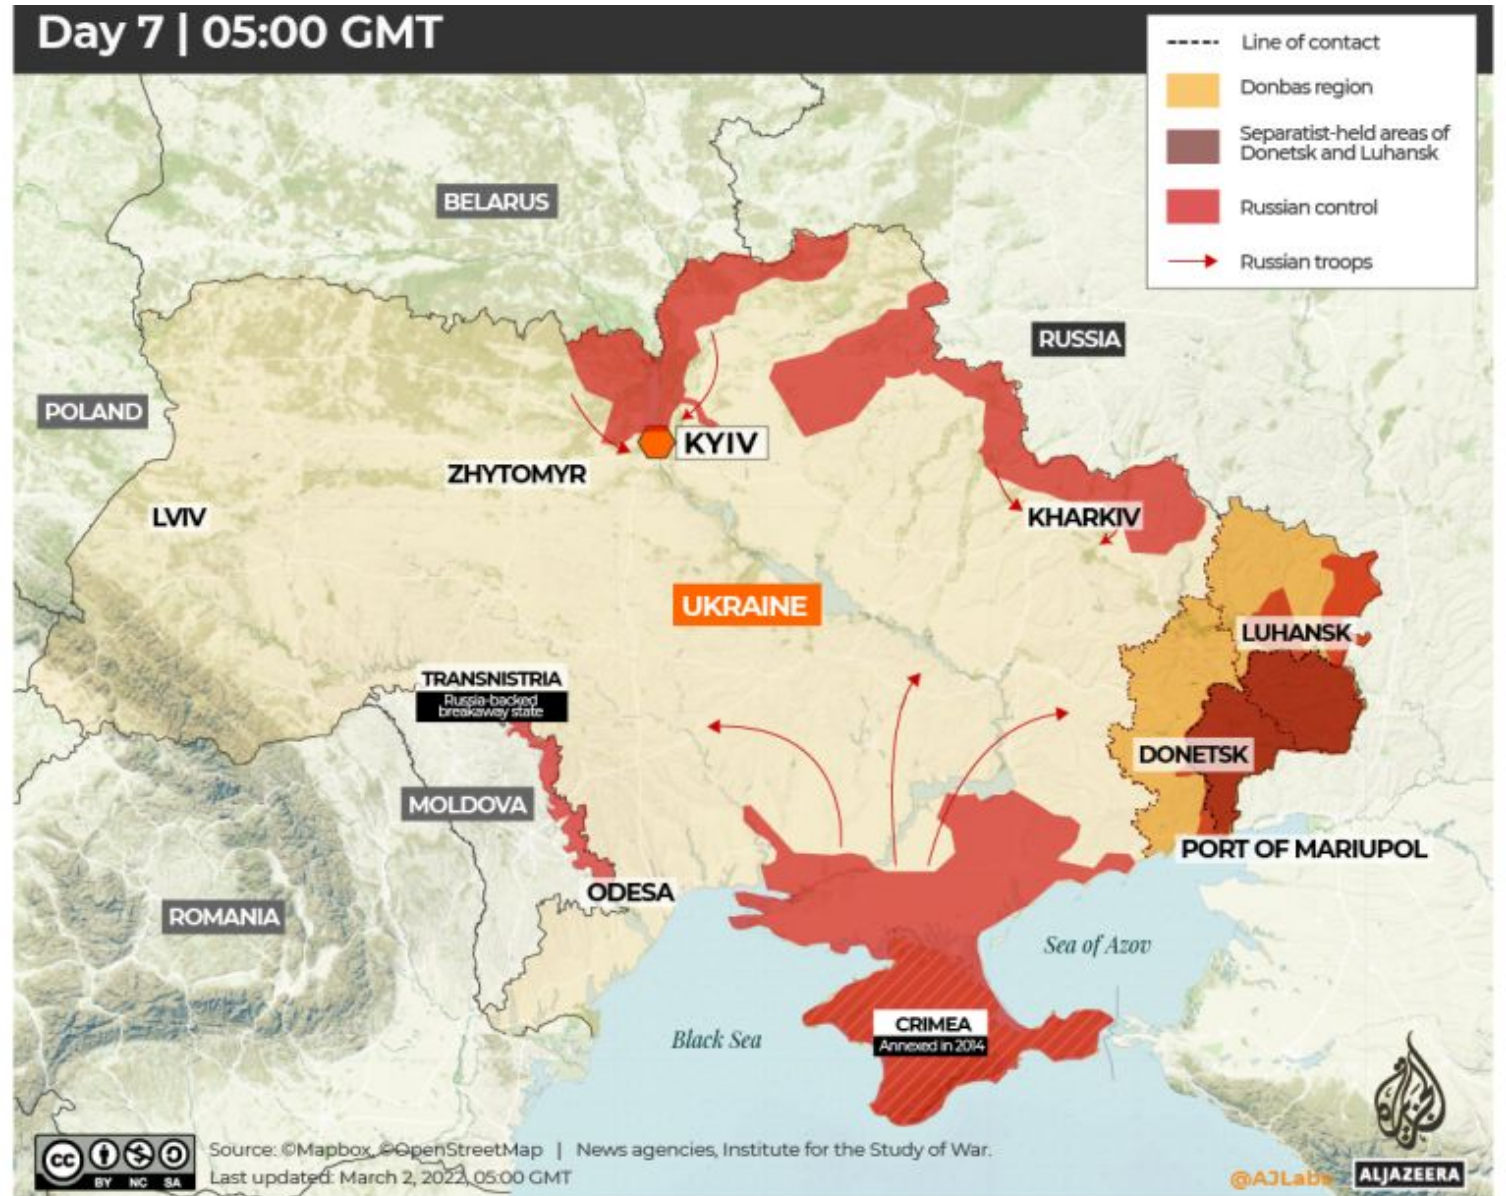 Day 7 | 05:00 GMT
Line of contact
Donbas region
Separatist-held areas of
Donetsk and Luhansk
Russian control
Russian troops
BELARUS
RUSSIA
POLAND
KYIV
ZHYTOMYR
LVIV
KHARKIV
UKRAINE
LUHANSK
TRANSNISTRIA
Russia-backed
breakaway state
DONETSK
MOLDOVA
PORT OF MARIUPOL
ODESA
ROMANIA
Sea of Azov
CRIMEA
Annexed in 2014
Black Sea
Source: ©Mapbox, ©OpenStreetMap | News agencies, Institute for the Study of War.
Last updated: March 2, 2022, 05:00 GMT
cc BY NC SA
@AJLabs
الجزيرة
ALJAZEERA